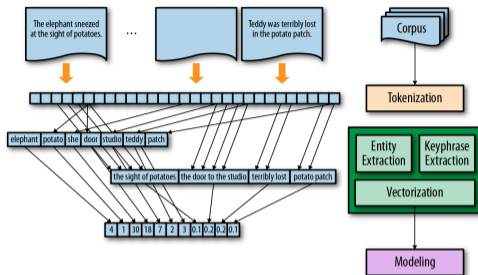 The elephant sneezed
at the sight of potatoes.
...
Teddy was terribly lost
in the potato patch.
Corpus
Tokenization
elephant potato she door studio teddy patch
Entity
Extraction
Keyphrase
Extraction
the sight of potatoes the door to the studio terribly lost potato patch
Vectorization
4 1 30 18 7 2 3 0.1 0.2 0.2 0.1
Modeling